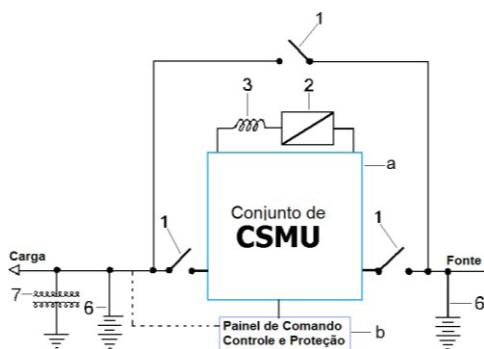 1
3
2
a
Conjunto de
CSMU
1
1
Carga
Fonte
7
6
6
Painel de Comando
Controle e Proteção
b